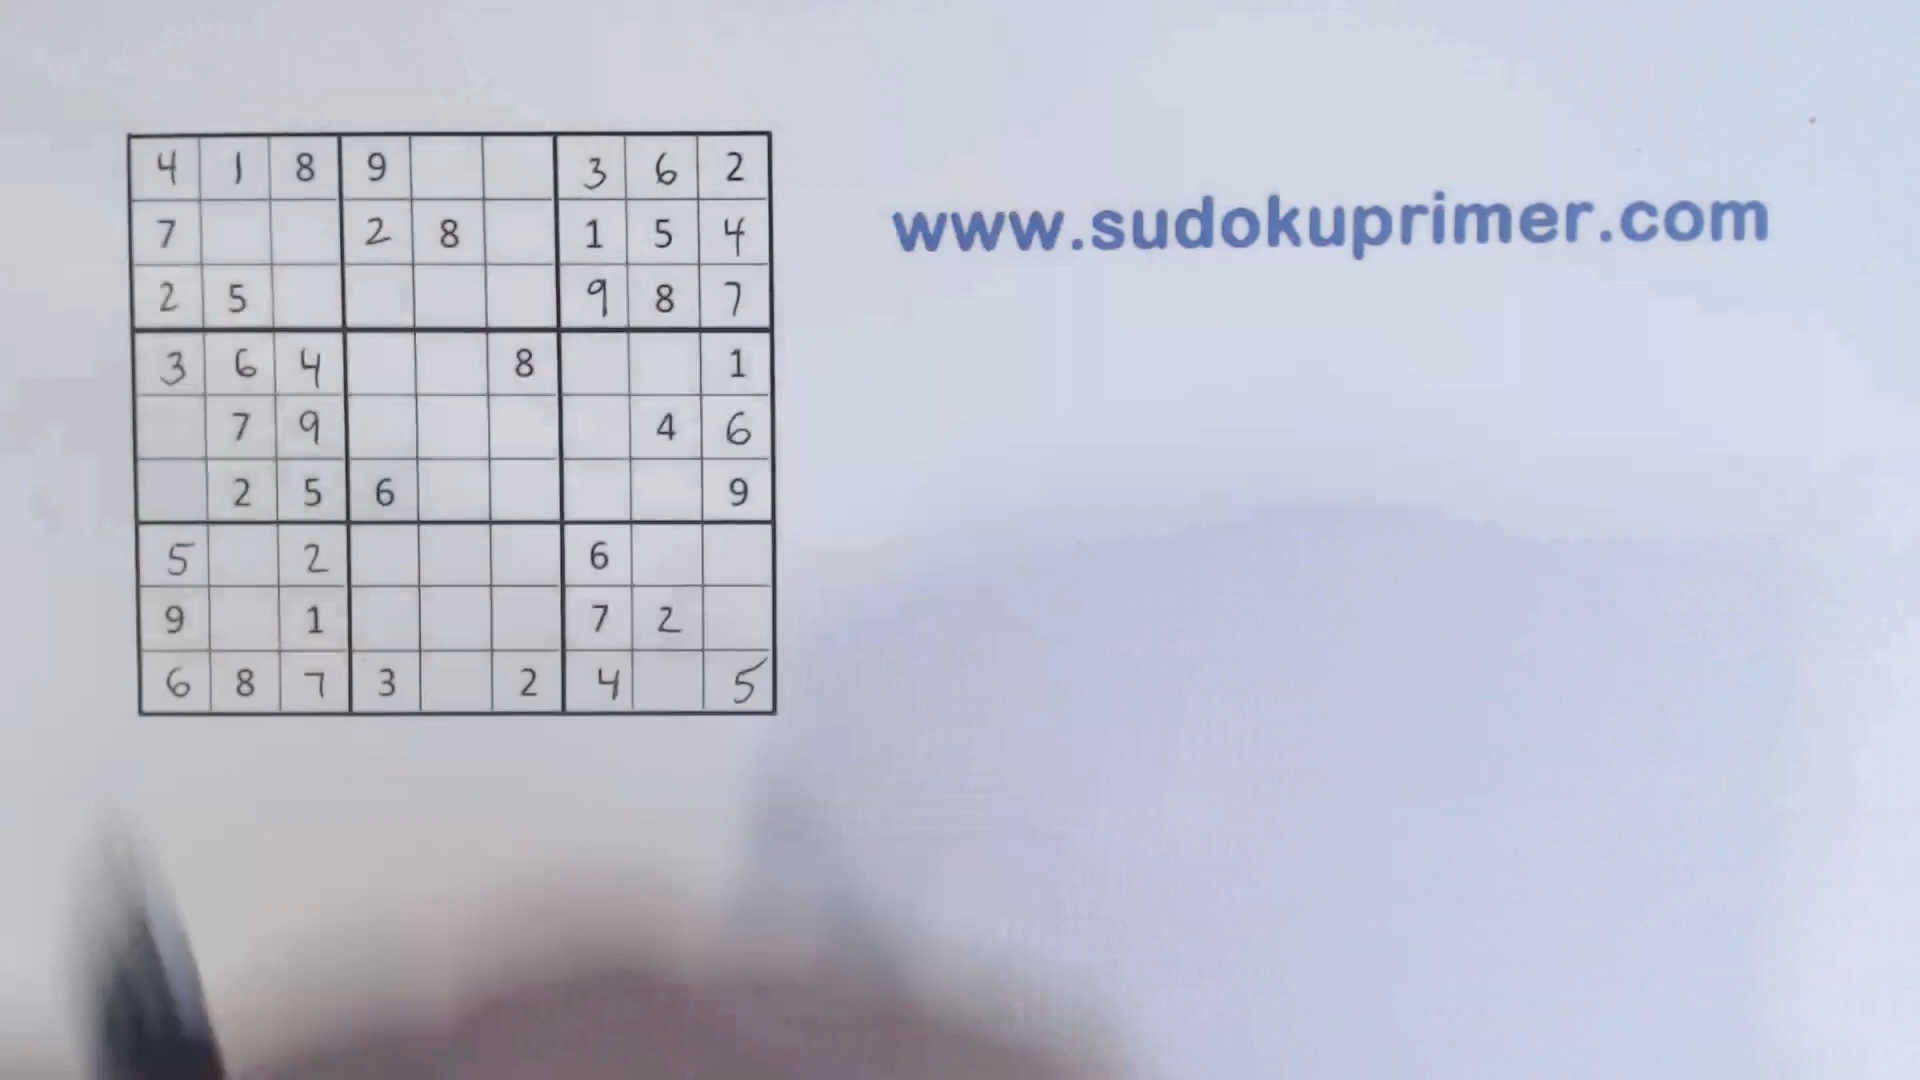 4 1 8 9 3 6 2
www.sudokuprimer.com
7 2 8 1 5 4
2 5 9 8 7
3 6 4 8 1
7 9 4 6
2 5 6 9
5 2 6
9 1 7 2
6 8 7 3 2 4 5